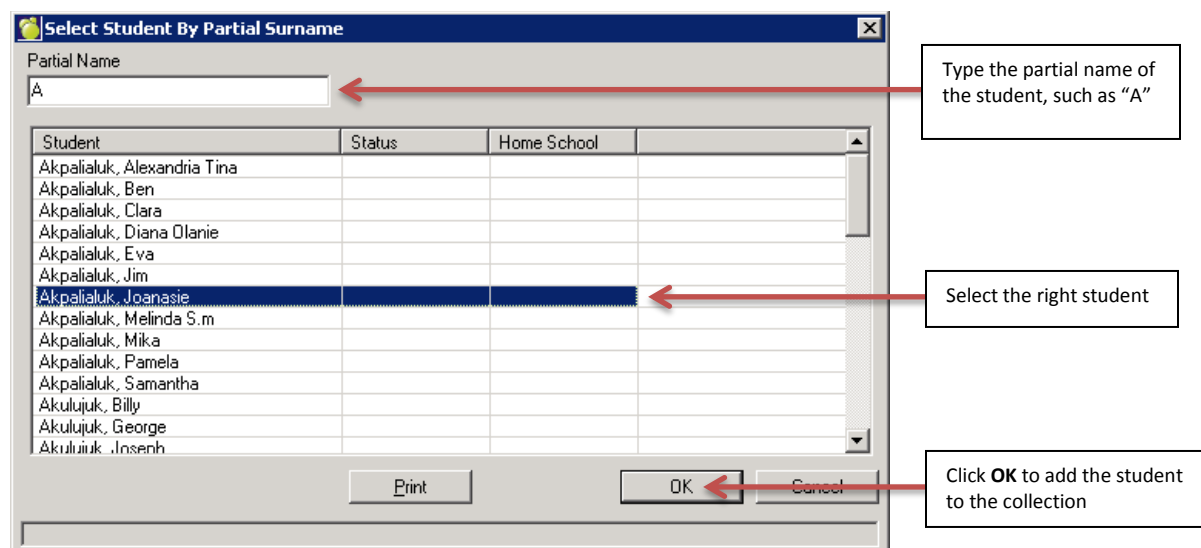 Select Student By Partial Surname
Partial Name
A
Type the partial name of
the student, such as “A”
Student Status Home School
Akpalialuk, Alexandria Tina
Akpalialuk, Ben
Akpalialuk, Clara
Akpalialuk, Diana Olanie
Akpalialuk, Eva
Akpalialuk, Jim
Akpalialuk, Joanasie
Select the right student
Akpalialuk, Melinda S.m
Akpalialuk, Mika
Akpalialuk, Pamela
Akpalialuk, Samantha
Akulujuk, Billy
Akulujuk, George
Akulujuk, Joseph
Print OK Cancel
Click OK to add the student
to the collection